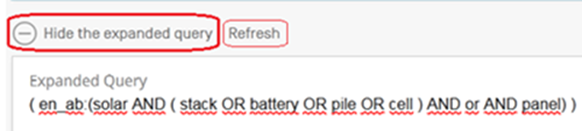 Hide the expanded query Refresh
Expanded Query
( en_ab:(solar AND ( stack OR battery OR pile OR cell ) AND or AND panel) )